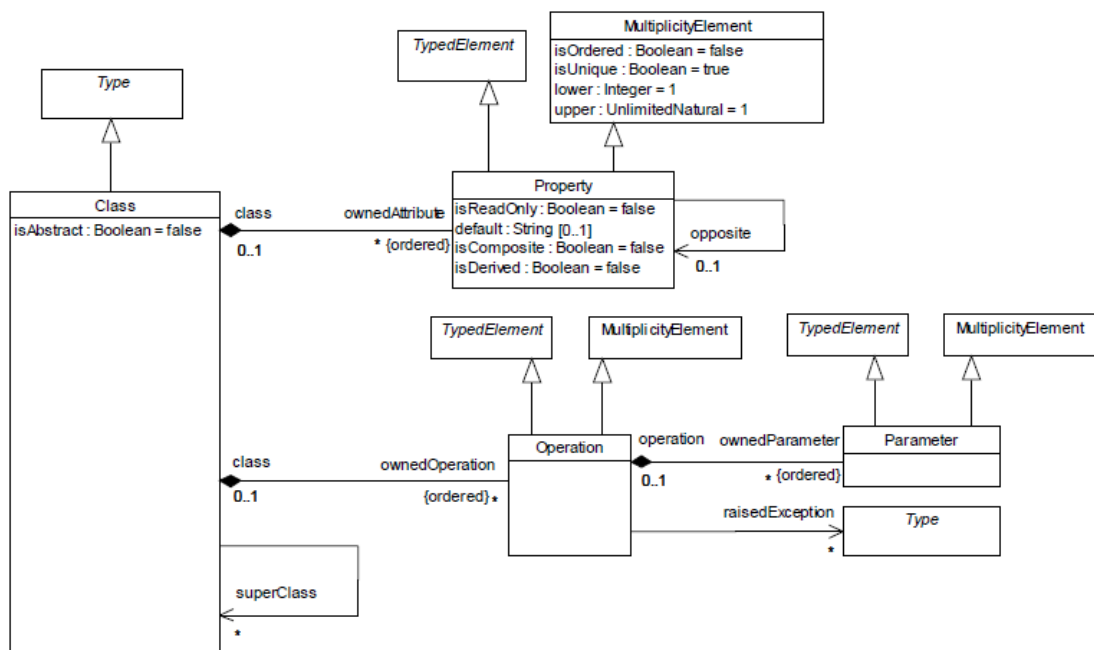 MultiplicityElement
TypedElement
isOrdered : Boolean = false
isUnique : Boolean = true
lower : Integer = 1
upper : UnlimitedNatural = 1
Type
Property
Class
isAbstract : Boolean = false
class
ownedAttribute
isReadOnly : Boolean = false
default : String [0..1]
isComposite : Boolean = false
isDerived : Boolean = false
0..1
* {ordered}
opposite
0..1
TypedElement
MultiplicityElement
TypedElement
MultiplicityElement
class
ownedOperation
Operation
operation
ownedParameter
Parameter
0..1
{ordered} *
0..1
* {ordered}
raisedException
Type
*
superClass
*